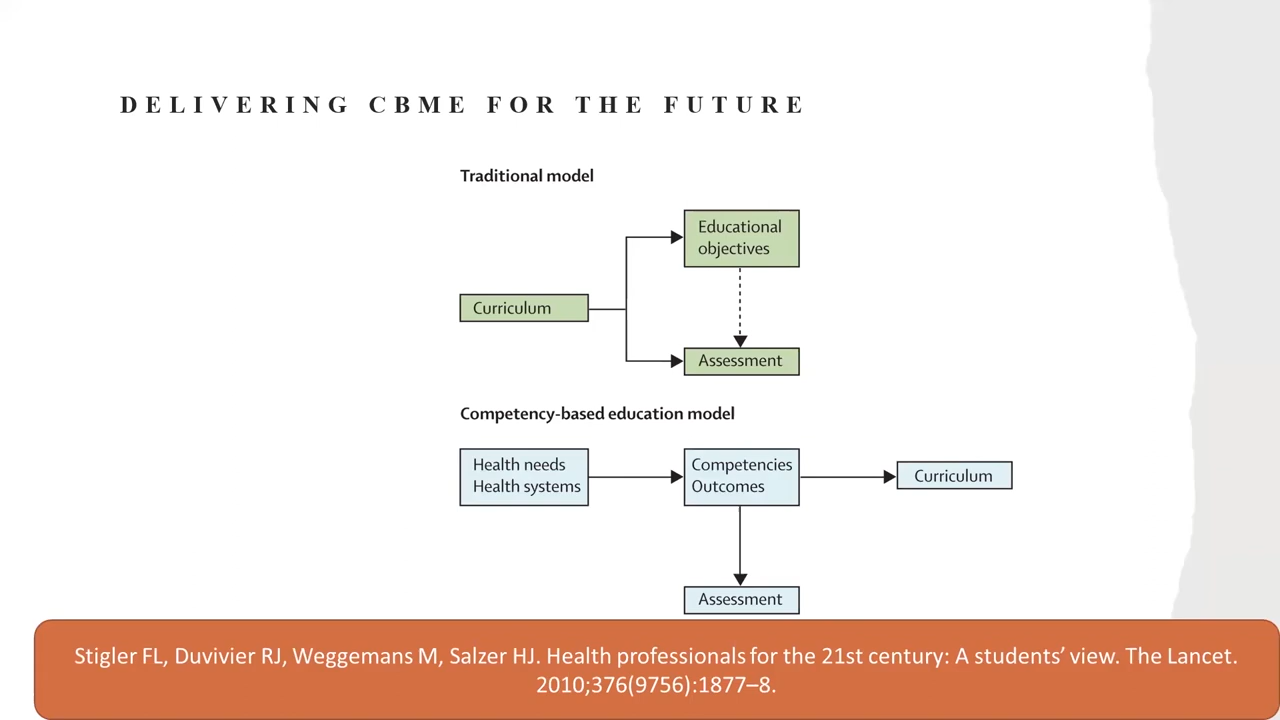 DELIVERING CBME FOR THE FUTURE
Traditional model
Educational
objectives
Curriculum
Assessment
Competency-based education model
Health needs
Health systems
Competencies
Outcomes
Curriculum
Assessment
Stigler FL, Duvivier RJ, Weggemans M, Salzer HJ. Health professionals for the 21st century: A students’ view. The Lancet.
2010;376(9756):1877–8.